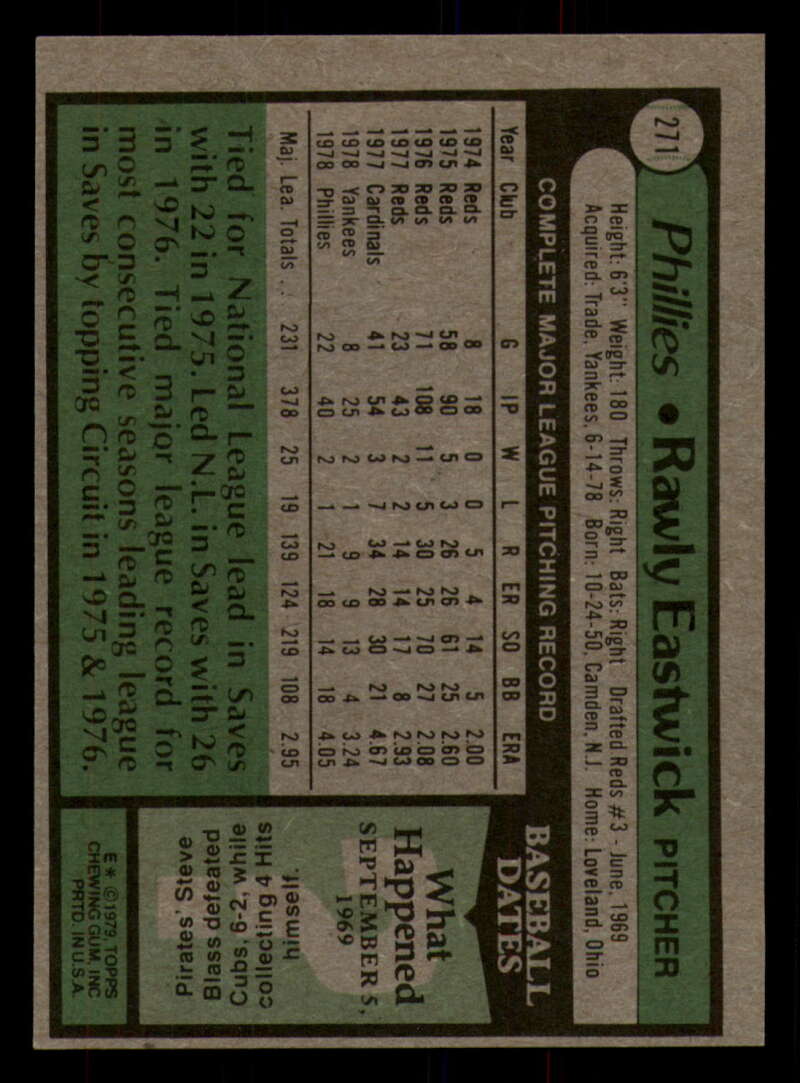 271
Phillies • Rawly Eastwick PITCHER
Height: 6'3" Weight: 180 Throws: Right Bats: Right Drafted Reds #3 - June, 1969
Acquired: Trade, Yankees, 6-14-78 Born: 10-24-50, Camden, N.J. Home: Loveland, Ohio
COMPLETE MAJOR LEAGUE PITCHING RECORD
Year Club G IP W L R ER SO BB ERA
1974 Reds 8 18 0 0 5 4 14 5 2.00
1975 Reds 58 90 5 3 26 26 61 25 2.60
1976 Reds 71 108 11 5 30 25 70 27 2.08
1977 Reds 23 43 2 2 14 14 17 8 2.93
1977 Cardinals 41 54 3 7 34 28 30 21 4.67
1978 Yankees 8 25 2 1 9 9 13 4 3.24
1978 Phillies 22 40 2 1 21 18 14 18 4.05
Maj. Lea. Totals .. 231 378 25 19 139 124 219 108 2.95
Tied for National League lead in Saves
with 22 in 1975. Led N.L. in Saves with 26
in 1976. Tied major league record for
most consecutive seasons leading league
in Saves by topping Circuit in 1975 & 1976.
BASEBALL
DATES
What
Happened
SEPTEMBER 5,
1969
Pirates' Steve
Blass defeated
Cubs, 6-2, while
collecting 4 Hits
himself.
E* ©1979, TOPPS
CHEWING GUM, INC
PRTD. IN U.S.A.